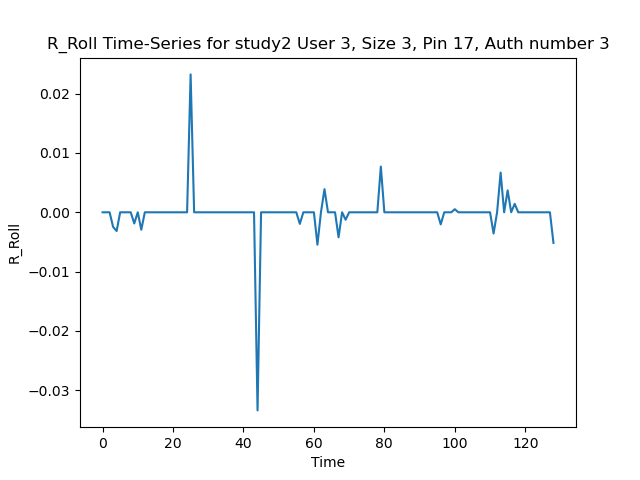 R_Roll Time-Series for study2 User 3, Size 3, Pin 17, Auth number 3
0.02
0.01
0.00
−0.01
−0.02
−0.03
R_Roll
0 20 40 60 80 100 120
Time